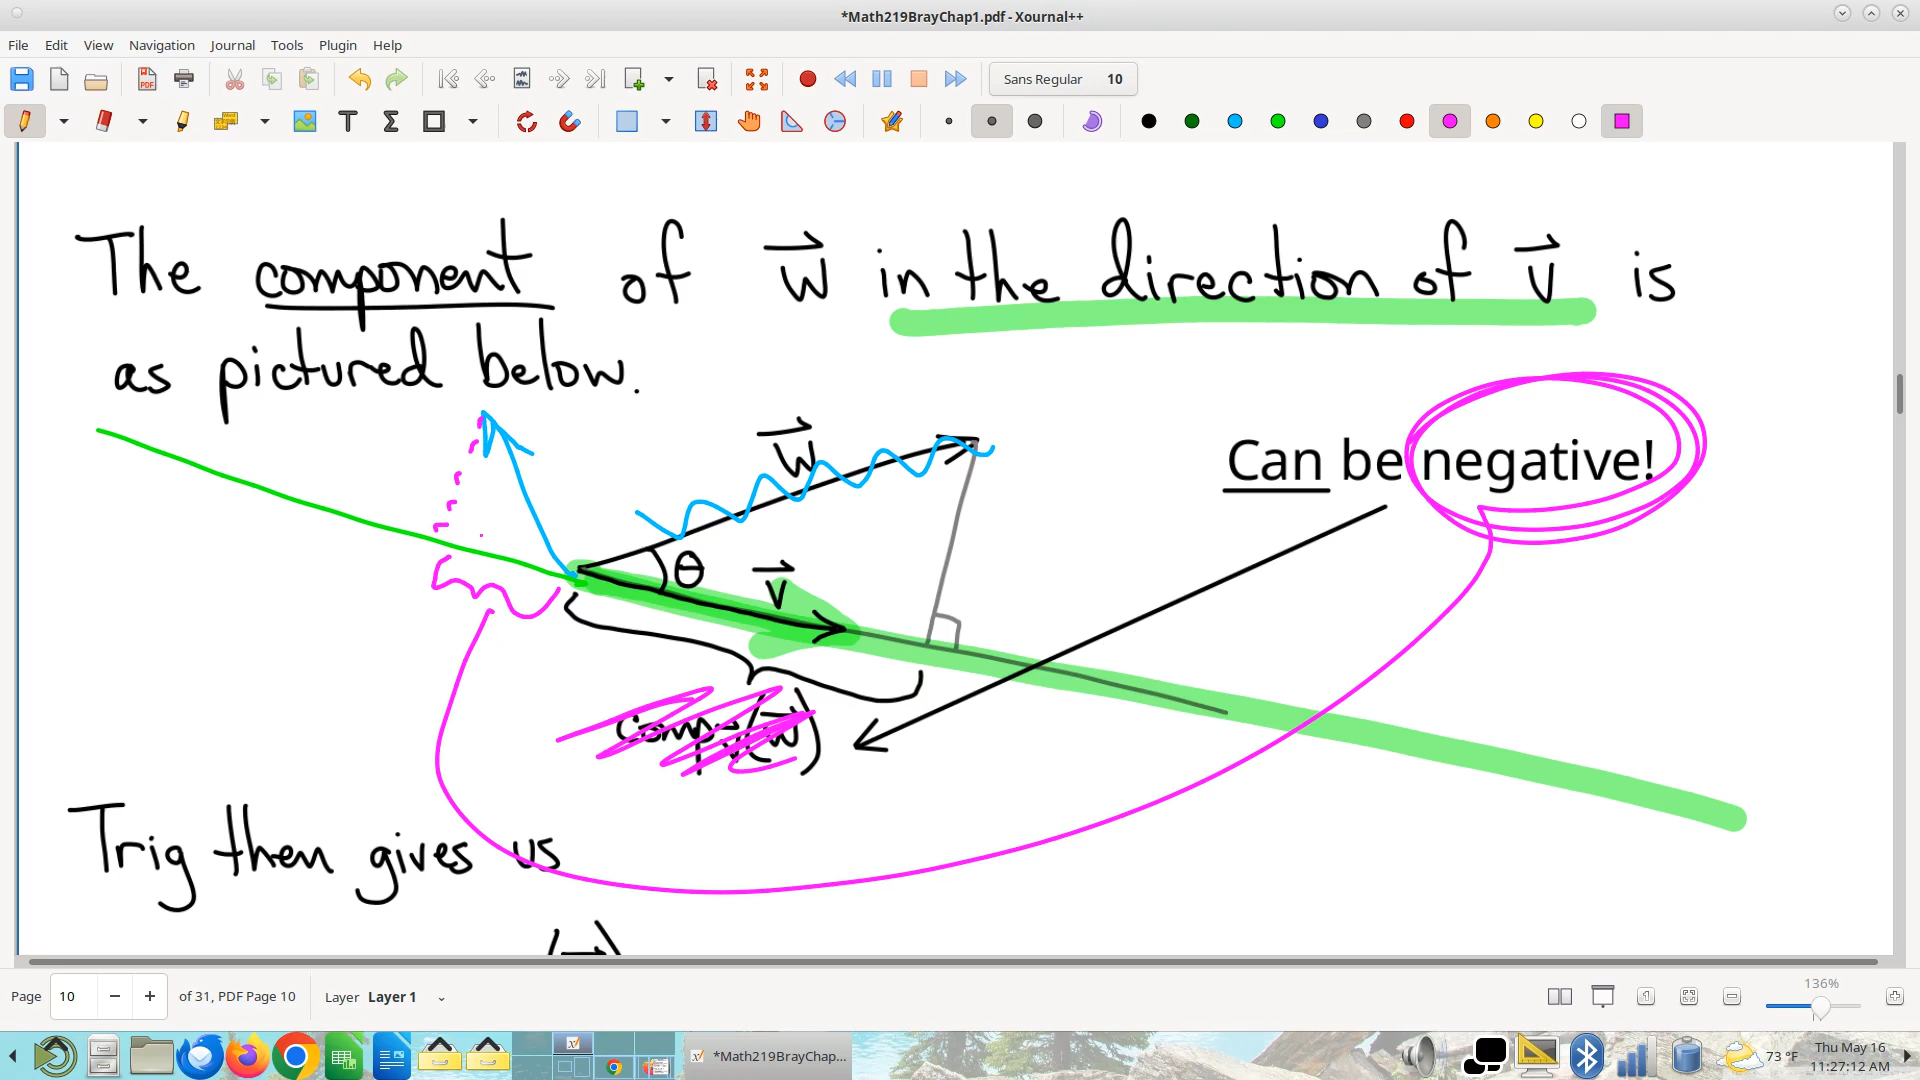 *Math219BrayChap1.pdf - Xournal++
File Edit View Navigation Journal Tools Plugin Help
Sans Regular 10
The component of w in the direction of v is
as pictured below.
w
Can be negative!
θ
v
comp_v(w)
Trig then gives us
Page 10 of 31, PDF Page 10 Layer Layer 1
136%
*Math219BrayChap...
73 °F
Thu May 16
11:27:12 AM